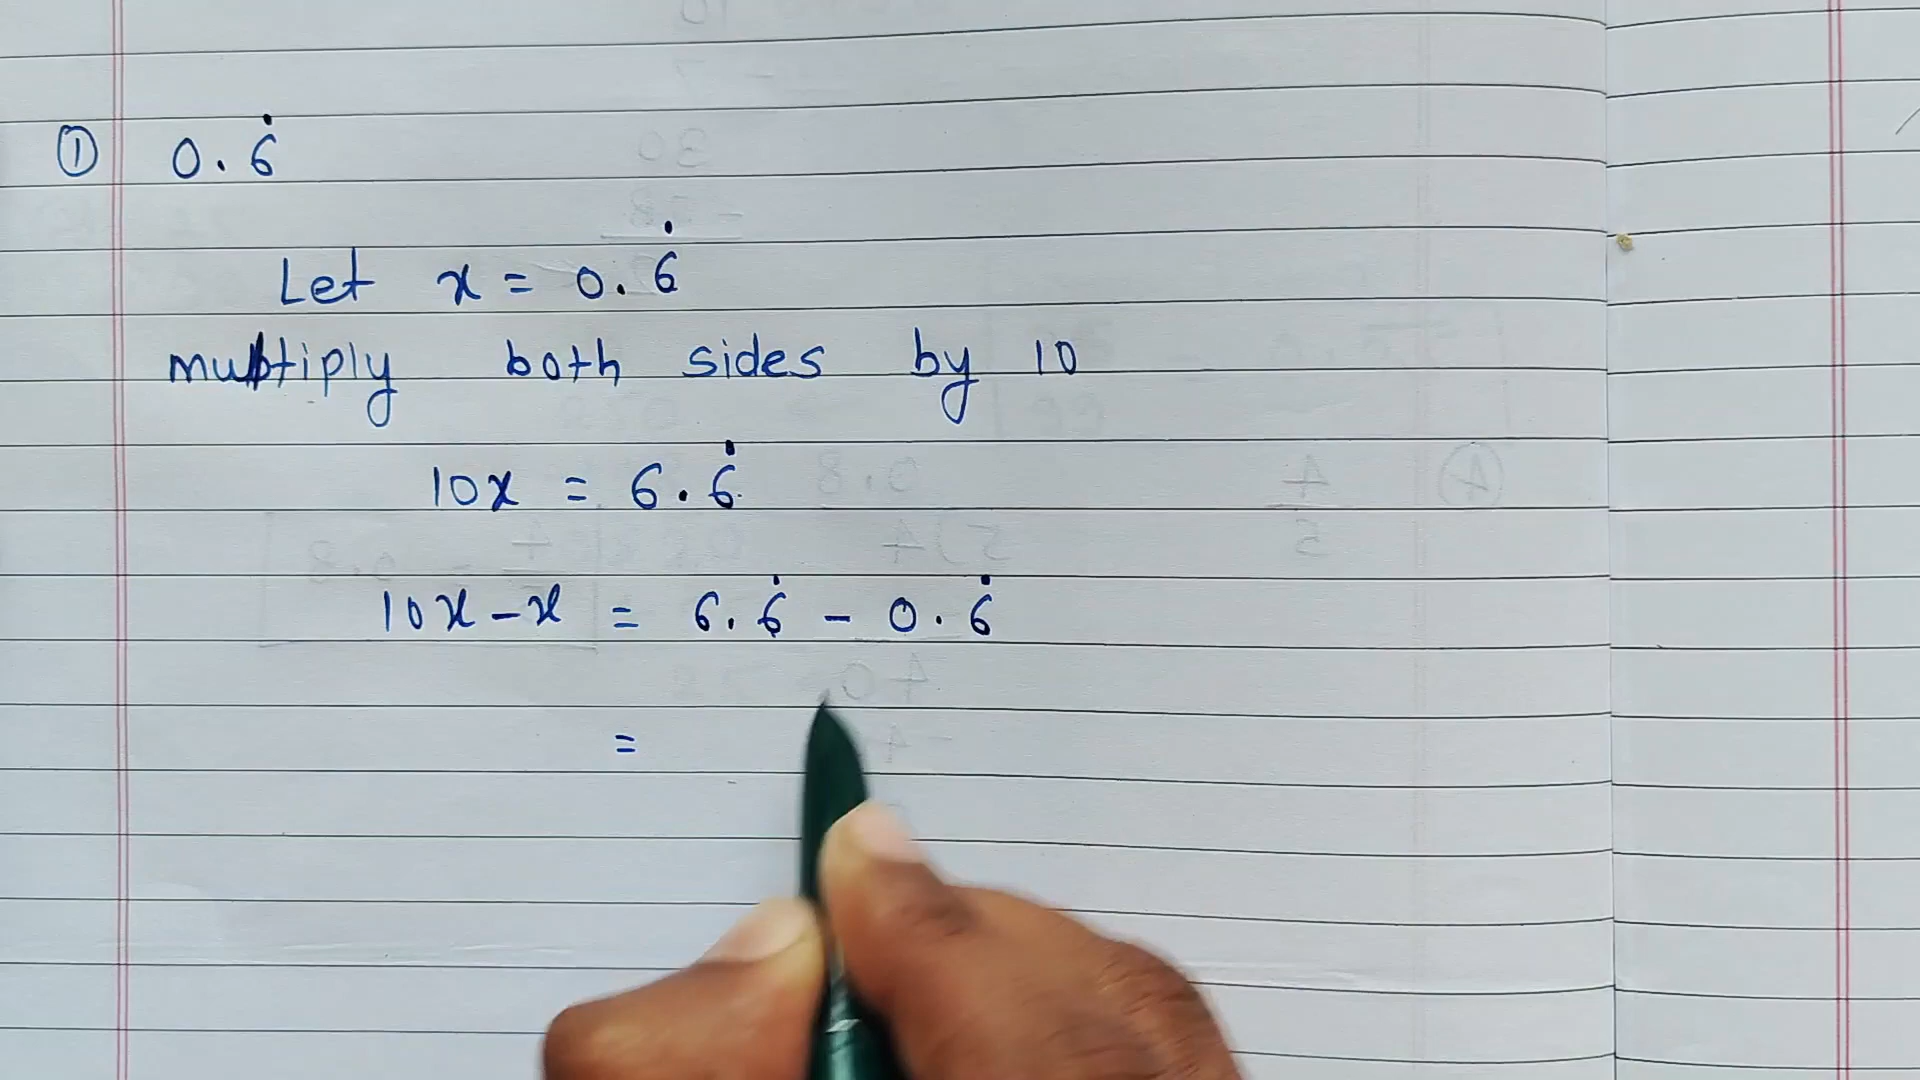 ① 0.6̇
Let x = 0.6̇
multiply both sides by 10
10x = 6.6̇
10x - x = 6.6̇ - 0.6̇
=